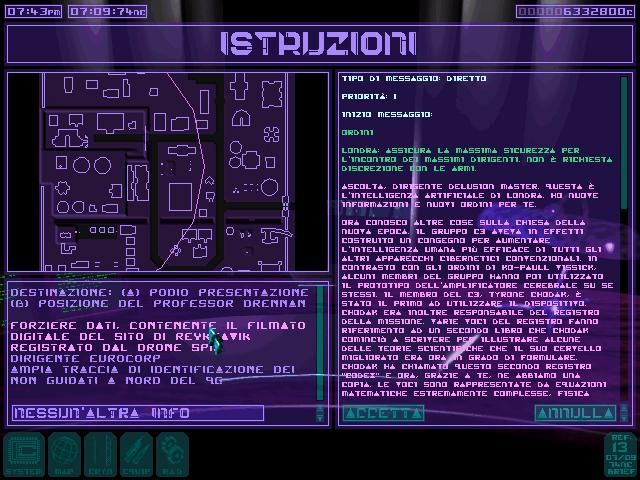 07:43PM 07:09:74NC
000006332800C
ISTRUZIONI
TIPO DI MESSAGGIO: DIRETTO
PRIORITÀ: 1
INIZIO MESSAGGIO:
ORDINI
LONDRA: ASSICURA LA MASSIMA SICUREZZA PER
L'INCONTRO DEI MASSIMI DIRIGENTI. NON È RICHIESTA
DISCREZIONE CON LE ARMI.
ASCOLTA, DIRIGENTE DELUSION MASTER. QUESTA È
L'INTELLIGENZA ARTIFICIALE DI LONDRA. HO NUOVE
INFORMAZIONI E NUOVI ORDINI PER TE.
ORA CONOSCO ALTRE COSE SULLA CHIESA DELLA
NUOVA EPOCA. IL GRUPPO C3 AVEVA IN EFFETTI
COSTRUITO UN CONGEGNO PER AUMENTARE
L'INTELLIGENZA UMANA PIÙ EFFICACE DI TUTTI GLI
ALTRI APPARECCHI CIBERNETICI CONVENZIONALI. IN
CONTRASTO CON GLI ORDINI DI KO-PAULE VISSICK,
ALCUNI MEMBRI DEL GRUPPO HANNO POI UTILIZZATO
IL PROTOTIPO DELL'AMPLIFICATORE CEREBRALE SU SE
STESSI. IL MEMBRO DEL C3, TYRONE CHODAK, È
STATO IL PRIMO AD UTILIZZARE IL DISPOSITIVO.
CHODAK ERA INOLTRE RESPONSABILE DEL REGISTRO
DELLA MISSIONE. VARIE VOCI DEL REGISTRO FANNO
RIFERIMENTO AD UN SECONDO LIBRO CHE CHODAK
COMINCIÒ A SCRIVERE PER ILLUSTRARE ALCUNE
DELLE TEORIE SCIENTIFICHE CHE IL SUO CERVELLO
MIGLIORATO ERA ORA IN GRADO DI FORMULARE.
CHODAK HA CHIAMATO QUESTO SECONDO REGISTRO
"CODEX" E ORA, GRAZIE A TE, NE ABBIAMO UNA
COPIA. LE VOCI SONO RAPPRESENTATE DA EQUAZIONI
MATEMATICHE ESTREMAMENTE COMPLESSE, FISICA
DESTINAZIONE: (A) PODIO PRESENTAZIONE
(B) POSIZIONE DEL PROFESSOR DRENNAN
FORZIERE DATI, CONTENENTE IL FILMATO
DIGITALE DEL SITO DI REYKJAVIK
REGISTRATO DAL DRONE SPIA
DIRIGENTE EUROCORP
AMPIA TRACCIA DI IDENTIFICAZIONE DEI
NON GUIDATI A NORD DEL QG
NESSUN'ALTRA INFO
ACCETTA
ANNULLA
SYSTEM
MAP
CRYO
EQUIP
R&D
REF:
13
07/09
74NC
BRIEF